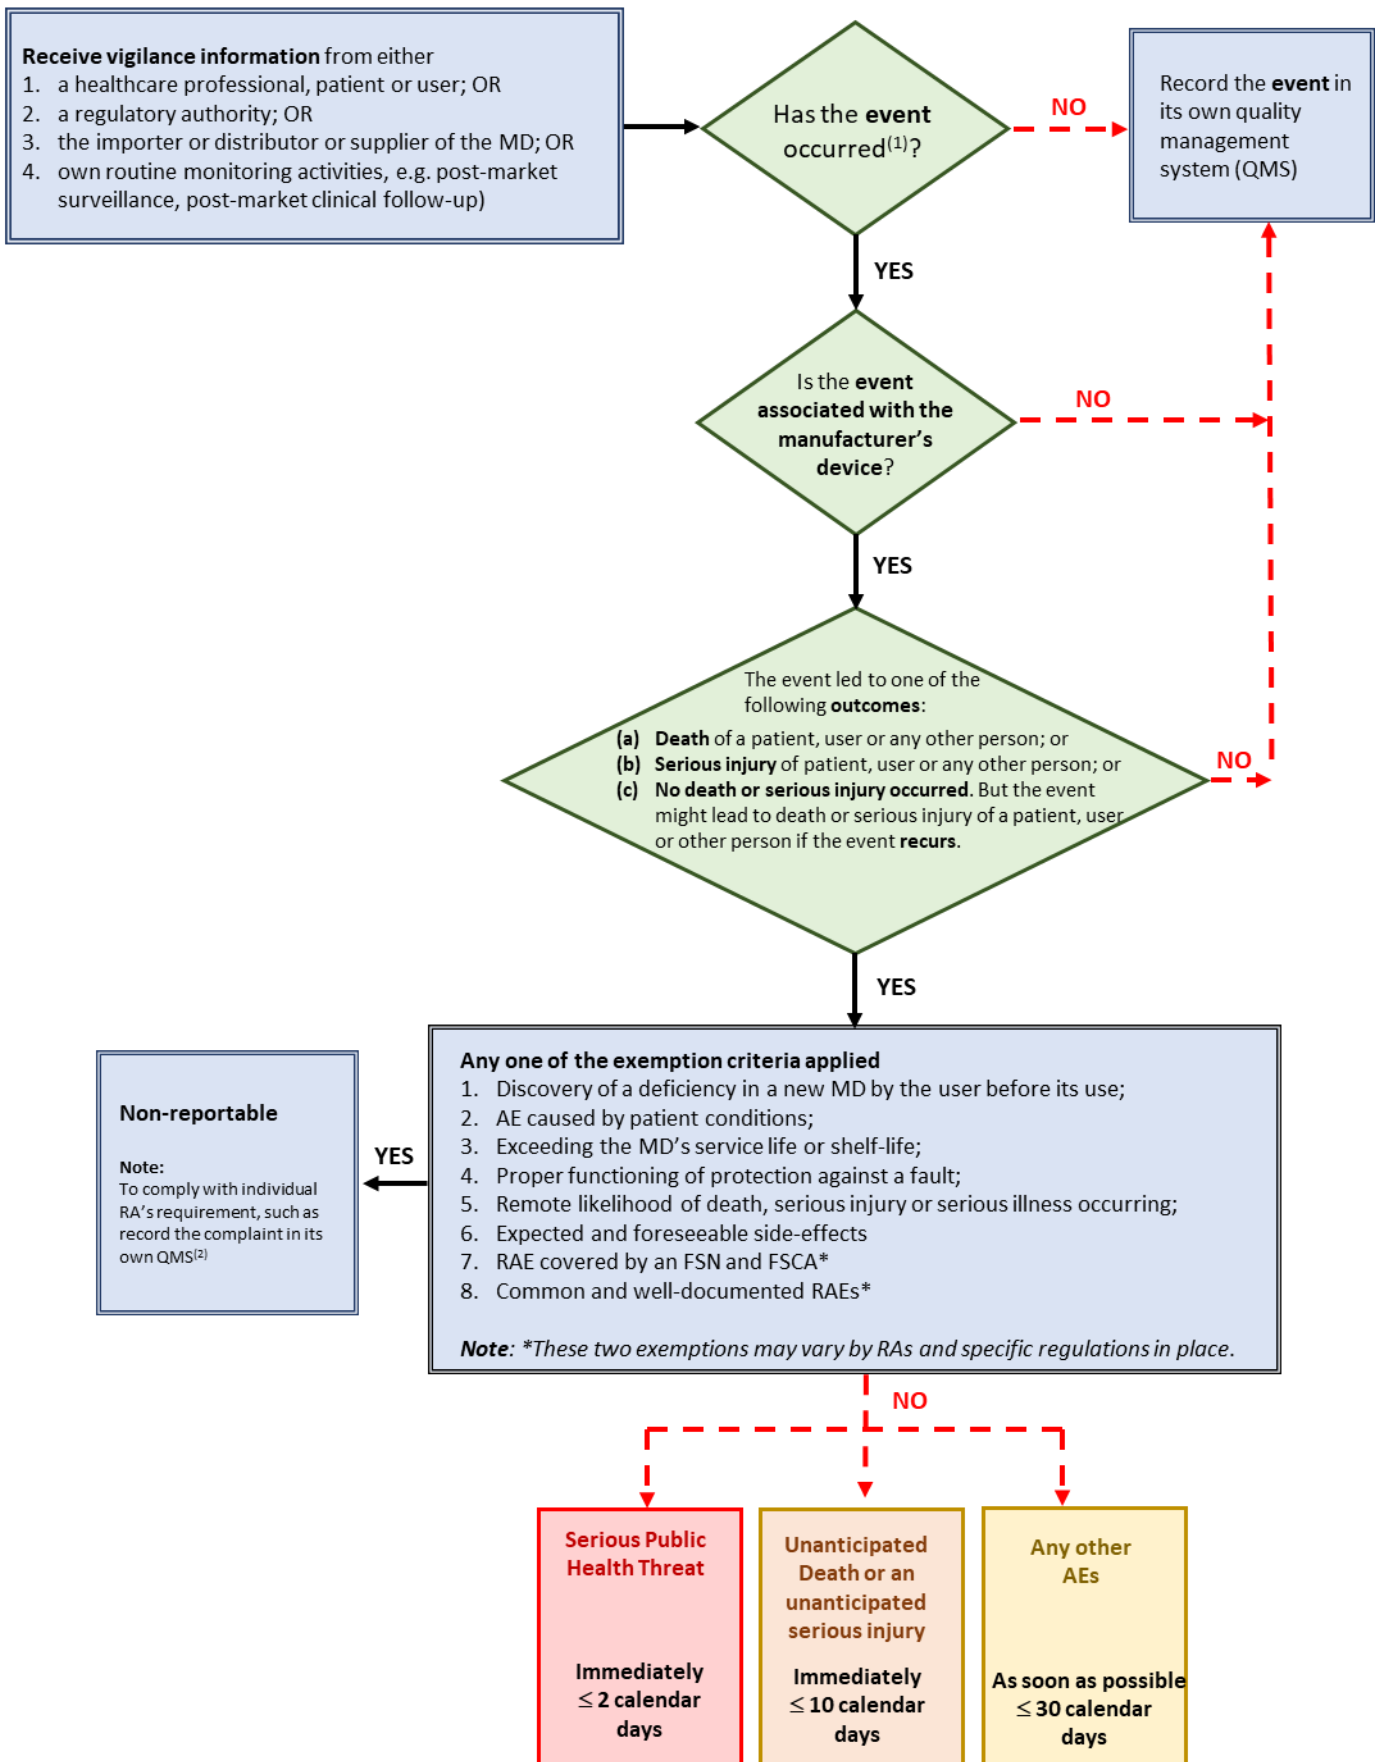 Receive vigilance information from either
1. a healthcare professional, patient or user; OR
2. a regulatory authority; OR
3. the importer or distributor or supplier of the MD; OR
4. own routine monitoring activities, e.g. post-market
surveillance, post-market clinical follow-up)
Has the event
occurred(1)?
NO
Record the event in
its own quality
management
system (QMS)
YES
Is the event
associated with the
manufacturer's
device?
NO
YES
The event led to one of the
following outcomes:
(a) Death of a patient, user or any other person; or
(b) Serious injury of patient, user or any other person; or
(c) No death or serious injury occurred. But the event
might lead to death or serious injury of a patient, user
or other person if the event recurs.
NO
YES
Any one of the exemption criteria applied
1. Discovery of a deficiency in a new MD by the user before its use;
2. AE caused by patient conditions;
3. Exceeding the MD's service life or shelf-life;
4. Proper functioning of protection against a fault;
5. Remote likelihood of death, serious injury or serious illness occurring;
6. Expected and foreseeable side-effects
7. RAE covered by an FSN and FSCA*
8. Common and well-documented RAEs*
Note: *These two exemptions may vary by RAs and specific regulations in place.
YES
Non-reportable
Note:
To comply with individual
RA's requirement, such as
record the complaint in its
own QMS(2)
NO
Serious Public
Health Threat
Immediately
≤ 2 calendar
days
Unanticipated
Death or an
unanticipated
serious injury
Immediately
≤ 10 calendar
days
Any other
AEs
As soon as possible
≤ 30 calendar
days